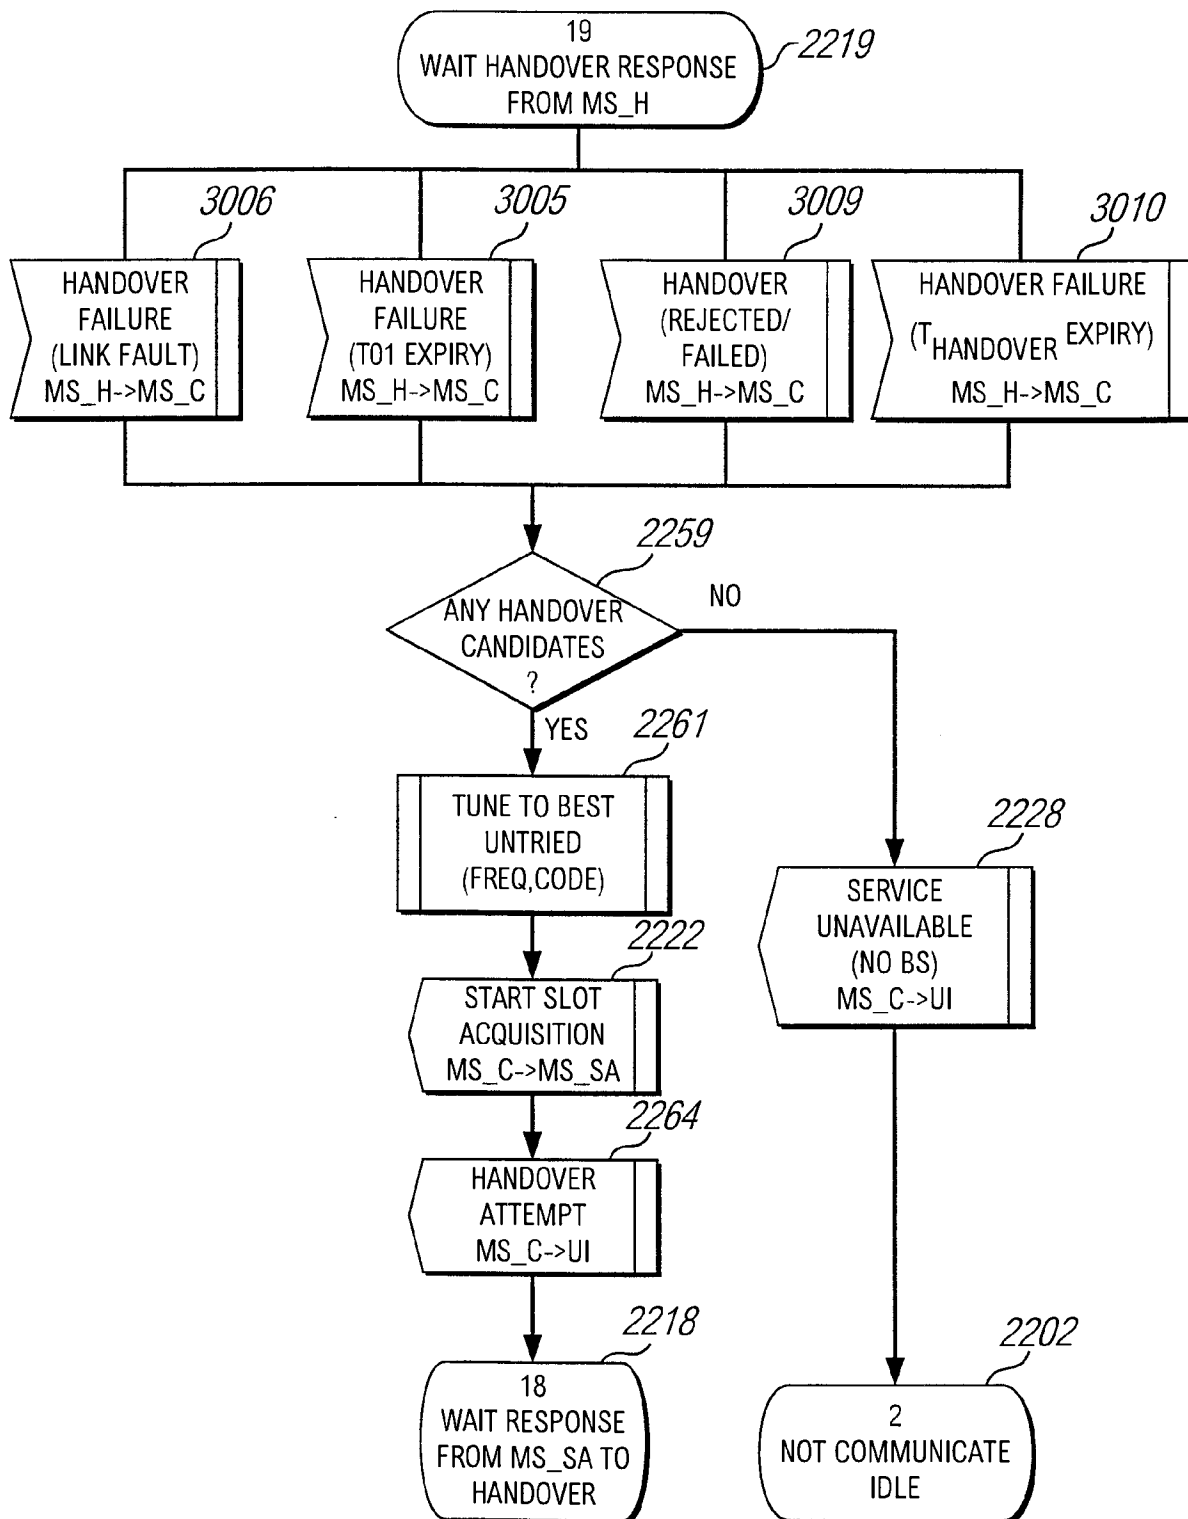 19
WAIT HANDOVER RESPONSE
FROM MS_H
2219
3006
HANDOVER
FAILURE
(LINK FAULT)
MS_H->MS_C
3005
HANDOVER
FAILURE
(T01 EXPIRY)
MS_H->MS_C
3009
HANDOVER
(REJECTED/
FAILED)
MS_H->MS_C
3010
HANDOVER FAILURE
(THANDOVER EXPIRY)
MS_H->MS_C
2259
ANY HANDOVER
CANDIDATES
?
NO
YES
2261
TUNE TO BEST
UNTRIED
(FREQ,CODE)
2228
SERVICE
UNAVAILABLE
(NO BS)
MS_C->UI
2222
START SLOT
ACQUISITION
MS_C->MS_SA
2264
HANDOVER
ATTEMPT
MS_C->UI
2218
18
WAIT RESPONSE
FROM MS_SA TO
HANDOVER
2202
2
NOT COMMUNICATE
IDLE